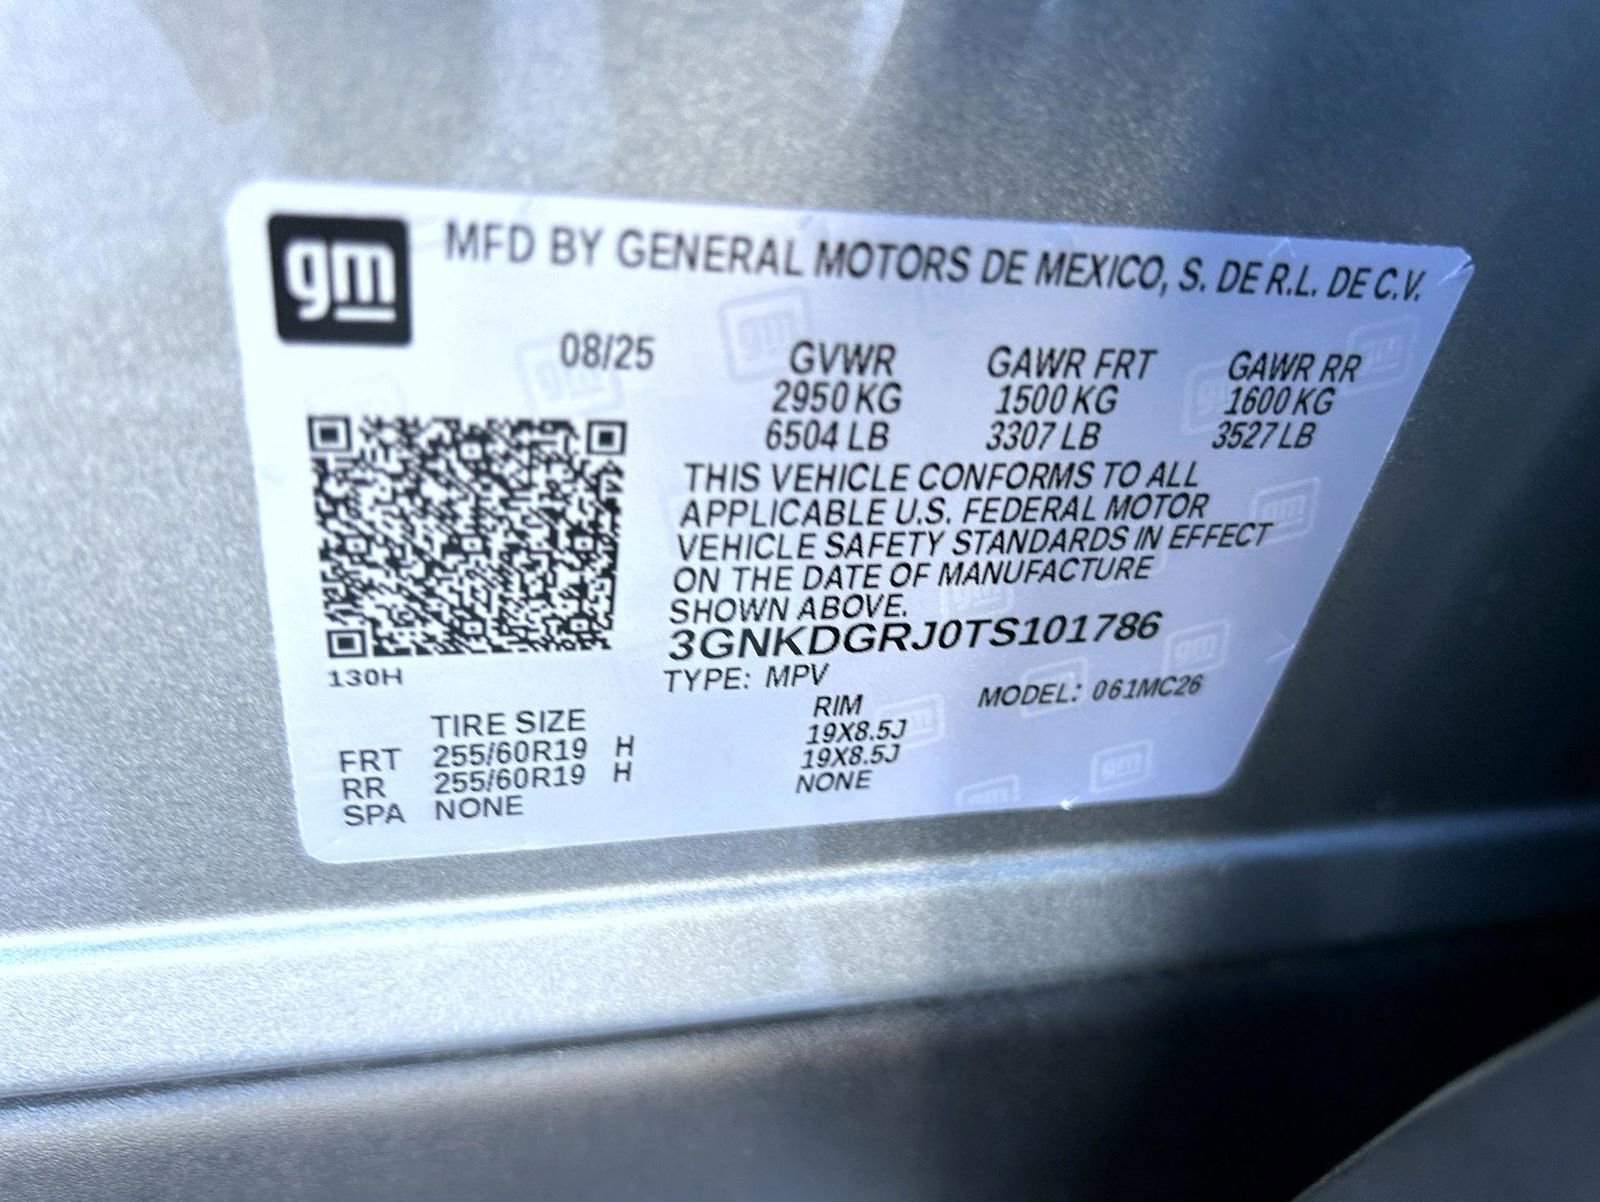 gm
MFD BY GENERAL MOTORS DE MEXICO, S. DE R.L. DE C.V.
08/25
GVWR GAWR FRT GAWR RR
2950 KG 1500 KG 1600 KG
6504 LB 3307 LB 3527 LB
THIS VEHICLE CONFORMS TO ALL
APPLICABLE U.S. FEDERAL MOTOR
VEHICLE SAFETY STANDARDS IN EFFECT
ON THE DATE OF MANUFACTURE
SHOWN ABOVE.
3GNKDGRJ0TS101786
130H
TYPE: MPV MODEL: 061MC26
TIRE SIZE RIM
FRT 255/60R19 H 19X8.5J
RR 255/60R19 H 19X8.5J
SPA NONE NONE